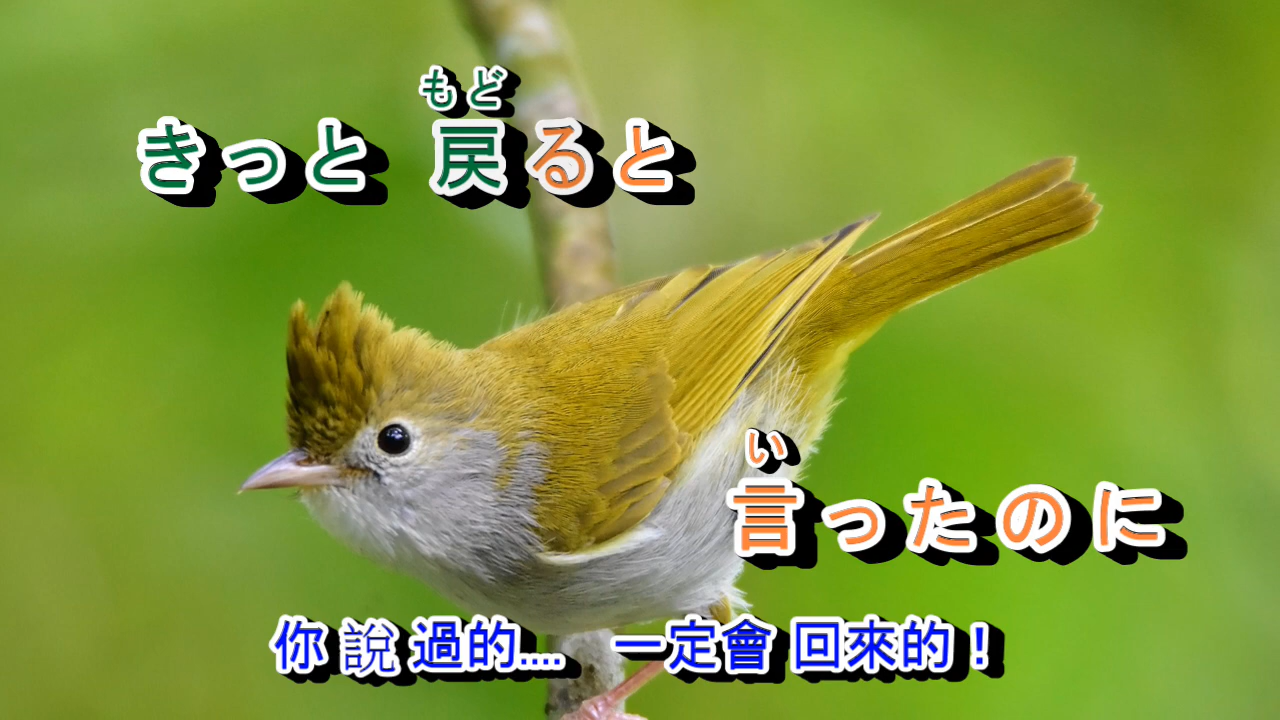 もど
きっと 戻ると
い
言ったのに
你說過的.... 一定會回來的！